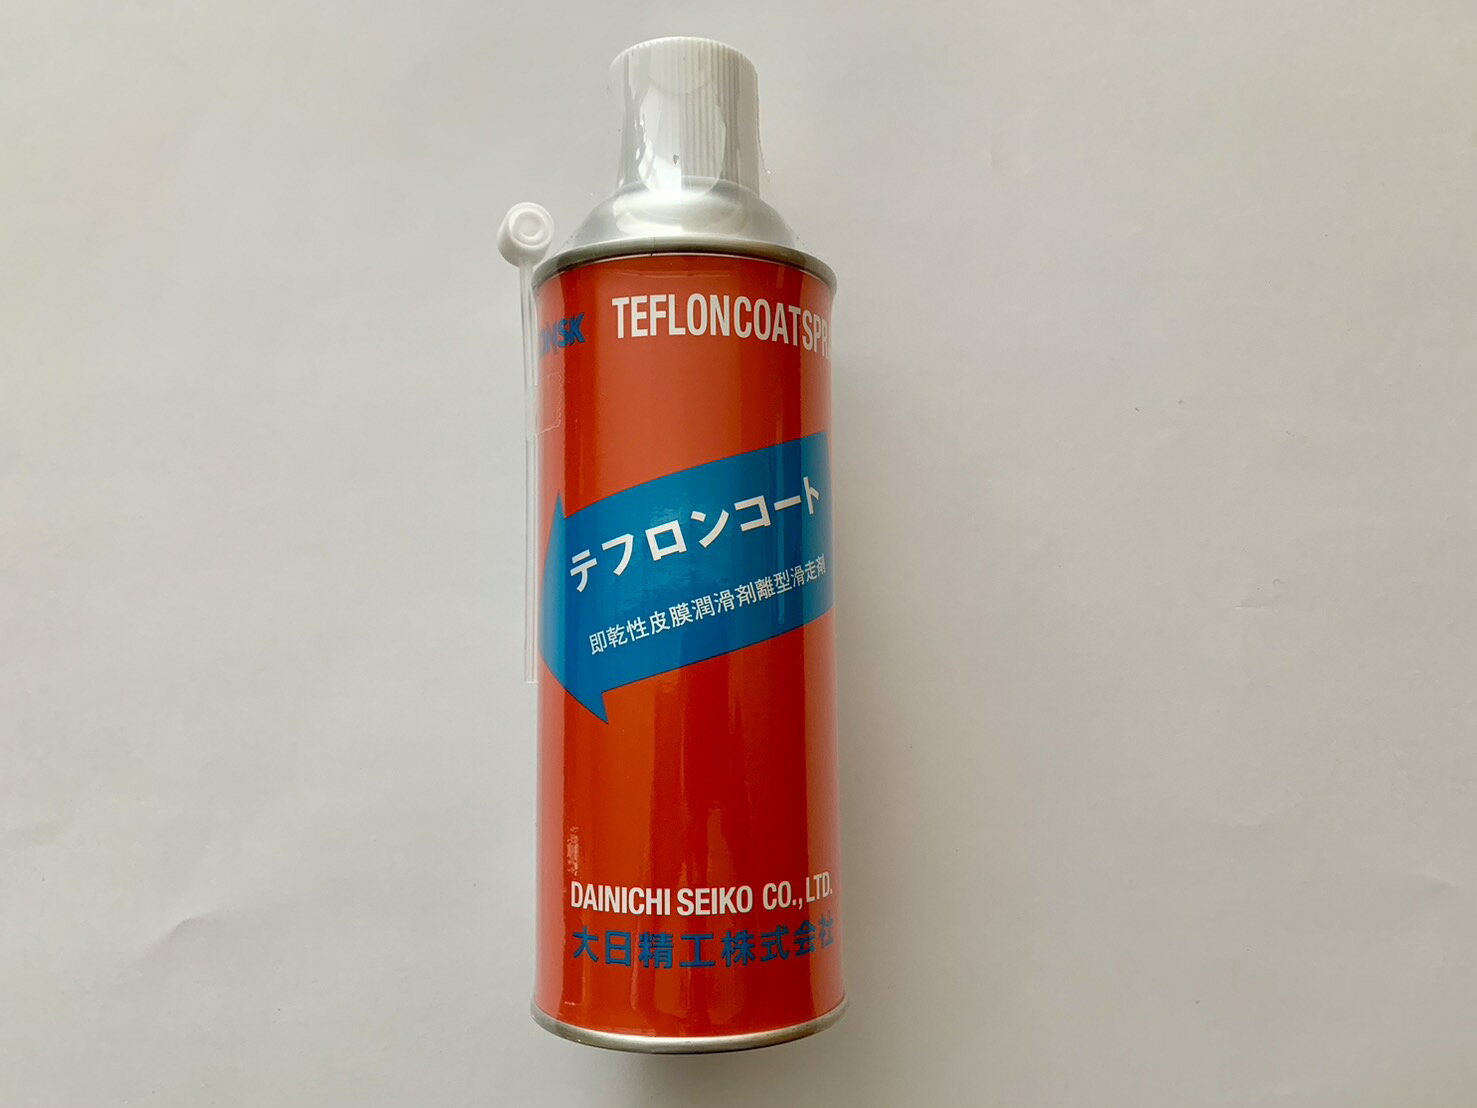 TEFLONCOATSPR
テフロンコート
即乾性皮膜潤滑剤離型滑走剤
DAINICHI SEIKO CO., LTD.
大日精工株式会社